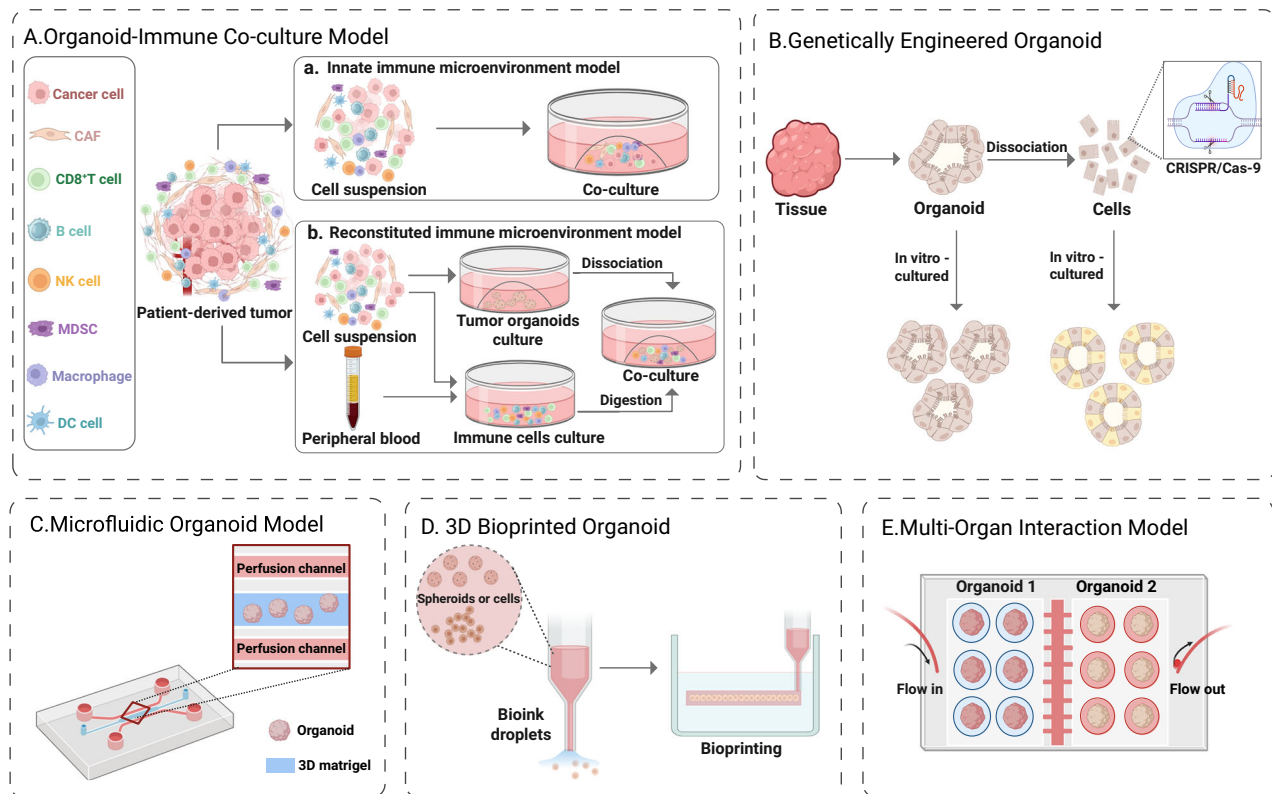 A.Organoid-Immune Co-culture Model
Cancer cell
CAF
CD8⁺T cell
B cell
NK cell
MDSC
Macrophage
DC cell
Patient-derived tumor
a. Innate immune microenvironment model
Cell suspension
Co-culture
b. Reconstituted immune microenvironment model
Cell suspension
Peripheral blood
Tumor organoids
culture
Dissociation
Immune cells culture
Digestion
Co-culture
B.Genetically Engineered Organoid
Tissue
Organoid
Dissociation
Cells
CRISPR/Cas-9
In vitro -
cultured
In vitro -
cultured
C.Microfluidic Organoid Model
Perfusion channel
Perfusion channel
Organoid
3D matrigel
D. 3D Bioprinted Organoid
Spheroids or cells
Bioink
droplets
Bioprinting
E.Multi-Organ Interaction Model
Organoid 1
Organoid 2
Flow in
Flow out